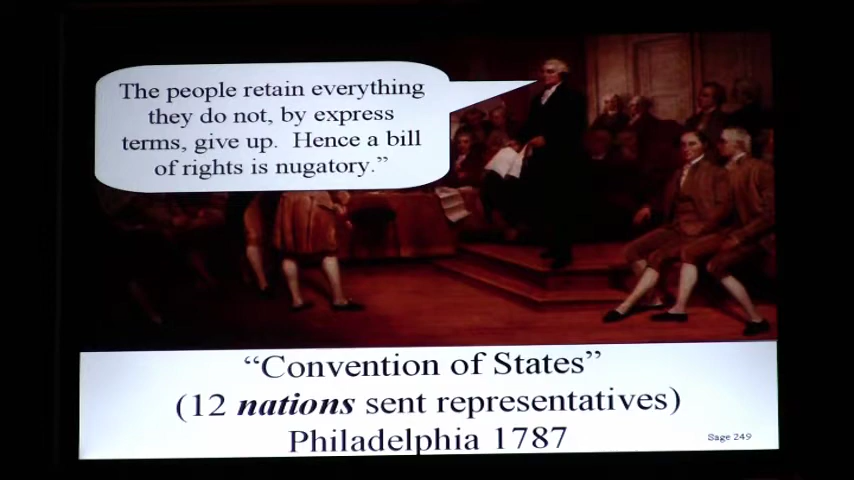 The people retain everything
they do not, by express
terms, give up. Hence a bill
of rights is nugatory.”
“Convention of States”
(12 nations sent representatives)
Philadelphia 1787
Sage 249